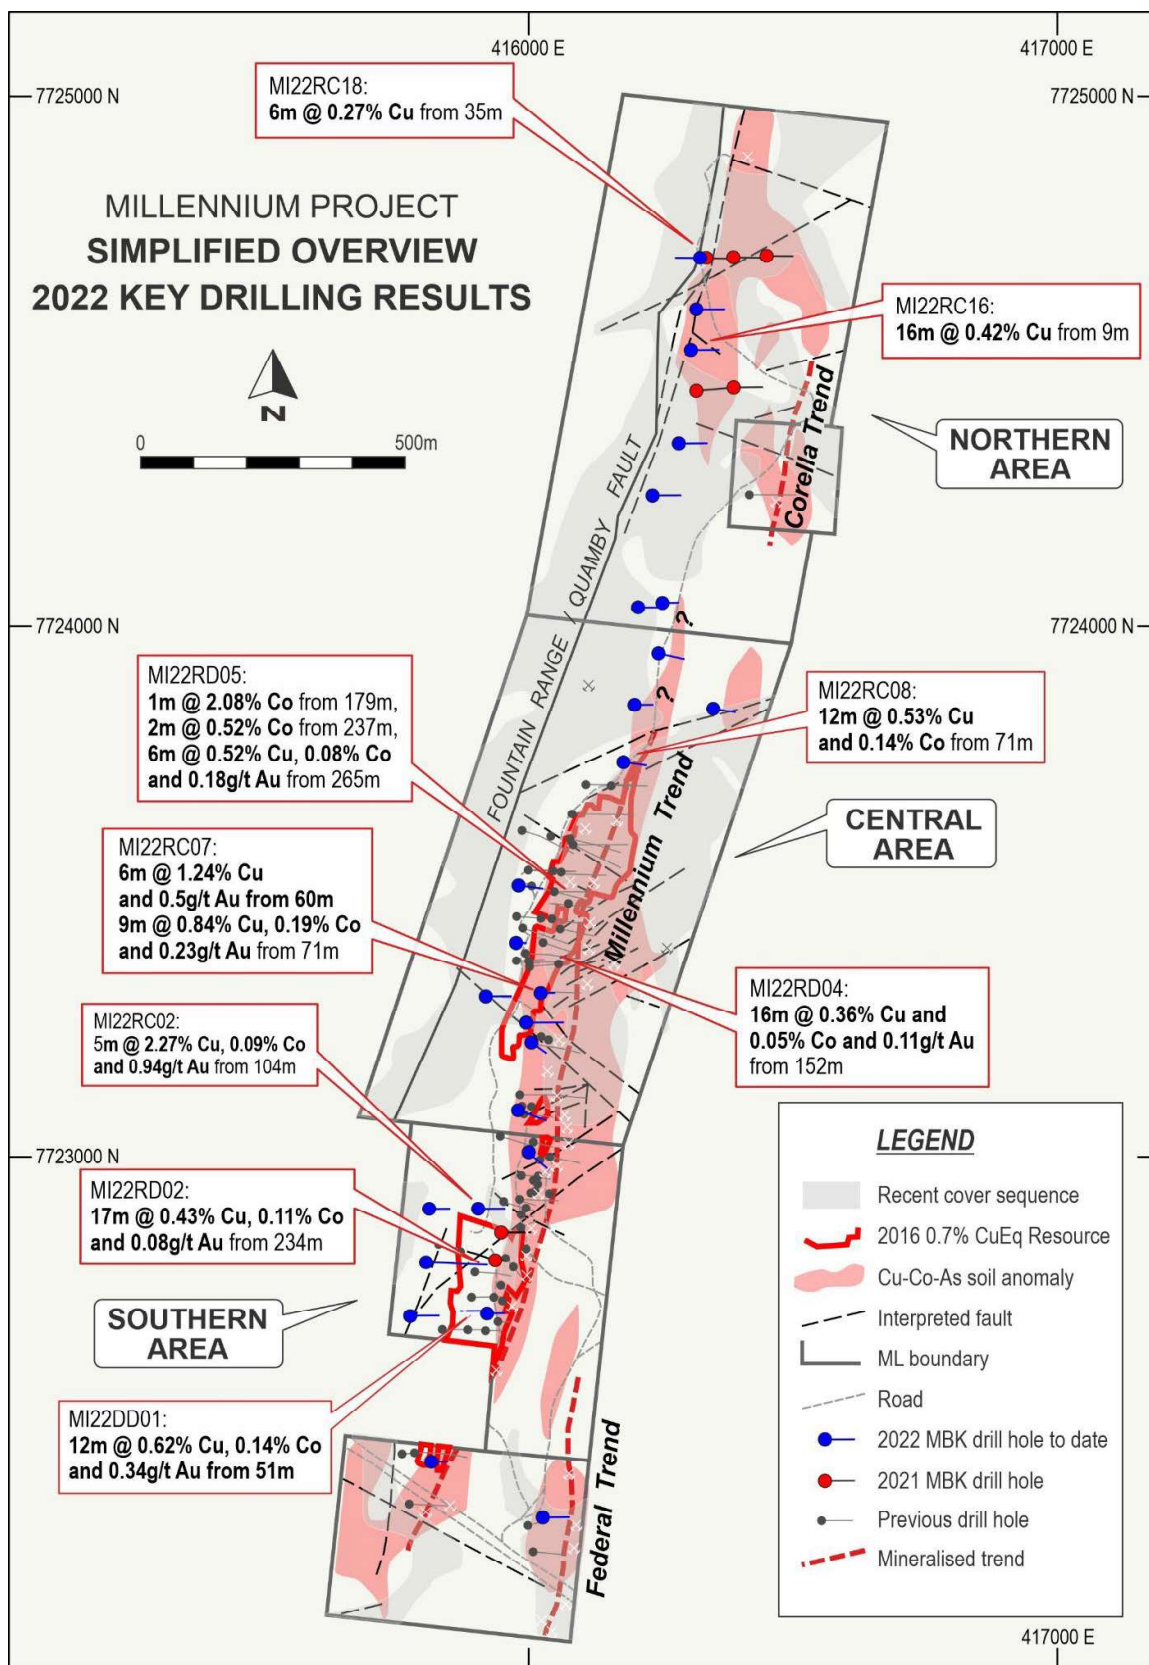 416000 E
417000 E
7725000 N
7725000 N
MI22RC18:
6m @ 0.27% Cu from 35m
MILLENNIUM PROJECT
SIMPLIFIED OVERVIEW
2022 KEY DRILLING RESULTS
N
0
500m
MI22RC16:
16m @ 0.42% Cu from 9m
NORTHERN
AREA
Corella Trend
FOUNTAIN RANGE / QUAMBY FAULT
7724000 N
7724000 N
?
?
MI22RD05:
1m @ 2.08% Co from 179m,
2m @ 0.52% Co from 237m,
6m @ 0.52% Cu, 0.08% Co
and 0.18g/t Au from 265m
MI22RC08:
12m @ 0.53% Cu
and 0.14% Co from 71m
CENTRAL
AREA
Millennium Trend
MI22RC07:
6m @ 1.24% Cu
and 0.5g/t Au from 60m
9m @ 0.84% Cu, 0.19% Co
and 0.23g/t Au from 71m
MI22RD04:
16m @ 0.36% Cu and
0.05% Co and 0.11g/t Au
from 152m
MI22RC02:
5m @ 2.27% Cu, 0.09% Co
and 0.94g/t Au from 104m
7723000 N
MI22RD02:
17m @ 0.43% Cu, 0.11% Co
and 0.08g/t Au from 234m
SOUTHERN
AREA
MI22DD01:
12m @ 0.62% Cu, 0.14% Co
and 0.34g/t Au from 51m
Federal Trend
LEGEND
Recent cover sequence
2016 0.7% CuEq Resource
Cu-Co-As soil anomaly
Interpreted fault
ML boundary
Road
2022 MBK drill hole to date
2021 MBK drill hole
Previous drill hole
Mineralised trend
417000 E